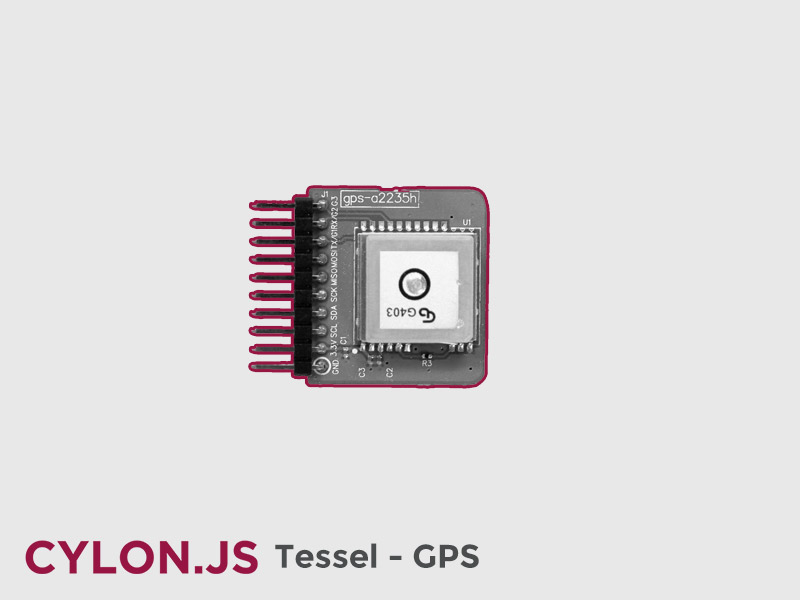 J1
gps-a2235h
U1
GND 3.3V SCL SDA SCK MISO MOSI TX/G1 RX/G2 G3
G403
C1
R3
C3
C2
CYLON.JS Tessel - GPS